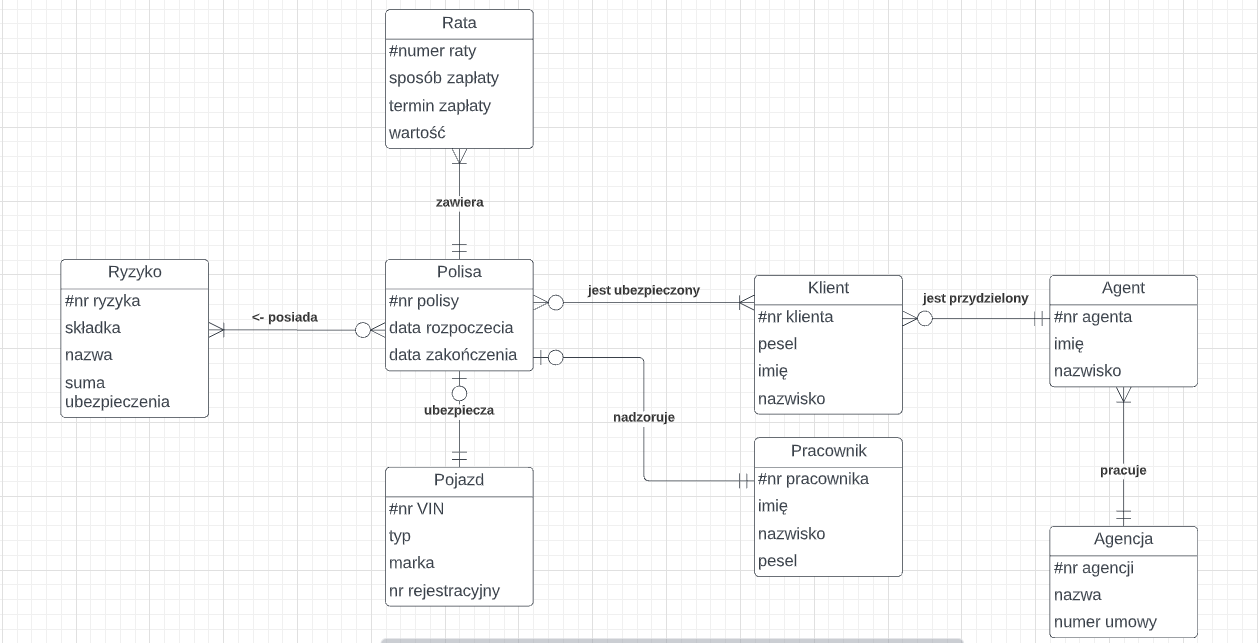 Rata
#numer raty
sposób zapłaty
termin zapłaty
wartość
zawiera
Ryzyko
#nr ryzyka
składka
nazwa
suma
ubezpieczenia
<- posiada
Polisa
#nr polisy
data rozpoczecia
data zakończenia
jest ubezpieczony
Klient
#nr klienta
pesel
imię
nazwisko
jest przydzielony
Agent
#nr agenta
imię
nazwisko
ubezpiecza
nadzoruje
Pojazd
#nr VIN
typ
marka
nr rejestracyjny
Pracownik
#nr pracownika
imię
nazwisko
pesel
pracuje
Agencja
#nr agencji
nazwa
numer umowy